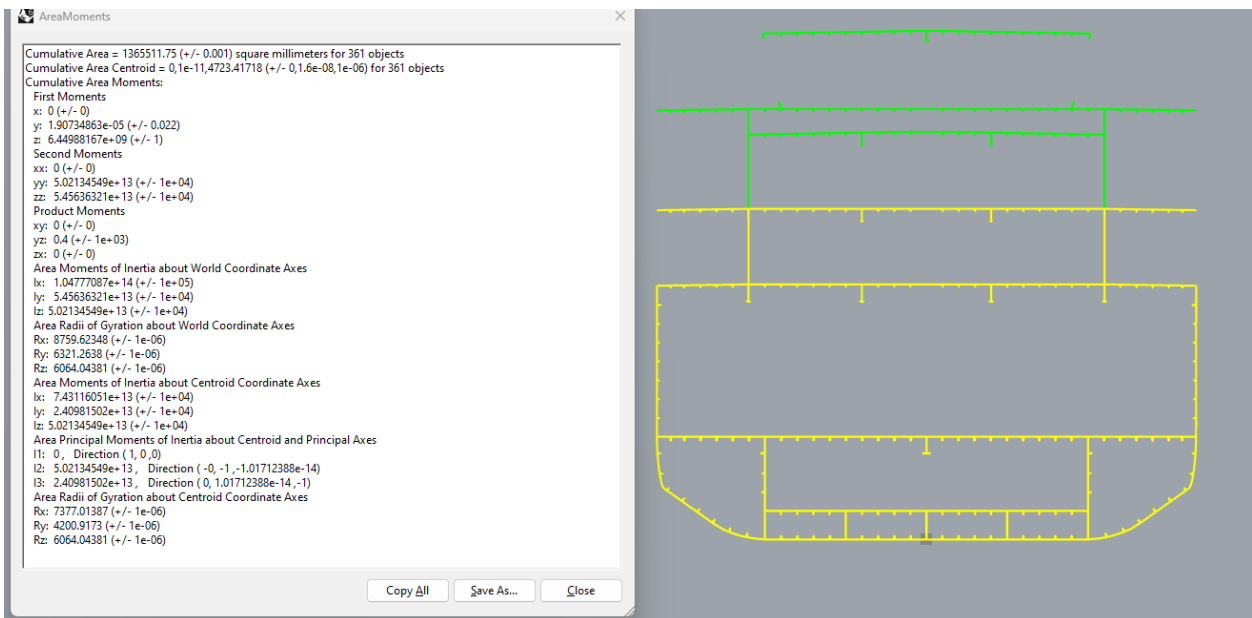 AreaMoments
Cumulative Area = 1365511.75 (+/- 0.001) square millimeters for 361 objects
Cumulative Area Centroid = 0,1e-11,4723.41718 (+/- 0,1.6e-08,1e-06) for 361 objects
Cumulative Area Moments:
First Moments
x: 0 (+/- 0)
y: 1.90734863e-05 (+/- 0.022)
z: 6.44988167e+09 (+/- 1)
Second Moments
xx: 0 (+/- 0)
yy: 5.02134549e+13 (+/- 1e+04)
zz: 5.45636321e+13 (+/- 1e+04)
Product Moments
xy: 0 (+/- 0)
yz: 0.4 (+/- 1e+03)
zx: 0 (+/- 0)
Area Moments of Inertia about World Coordinate Axes
Ix: 1.04777087e+14 (+/- 1e+05)
Iy: 5.45636321e+13 (+/- 1e+04)
Iz: 5.02134549e+13 (+/- 1e+04)
Area Radii of Gyration about World Coordinate Axes
Rx: 8759.62348 (+/- 1e-06)
Ry: 6321.2638 (+/- 1e-06)
Rz: 6064.04381 (+/- 1e-06)
Area Moments of Inertia about Centroid Coordinate Axes
Ix: 7.43116051e+13 (+/- 1e+04)
Iy: 2.40981502e+13 (+/- 1e+04)
Iz: 5.02134549e+13 (+/- 1e+04)
Area Principal Moments of Inertia about Centroid and Principal Axes
I1: 0 , Direction ( 1, 0 ,0)
I2: 5.02134549e+13 , Direction ( -0, -1 ,-1.01712388e-14)
I3: 2.40981502e+13 , Direction ( 0, 1.01712388e-14 ,-1)
Area Radii of Gyration about Centroid Coordinate Axes
Rx: 7377.01387 (+/- 1e-06)
Ry: 4200.9173 (+/- 1e-06)
Rz: 6064.04381 (+/- 1e-06)
Copy All Save As... Close